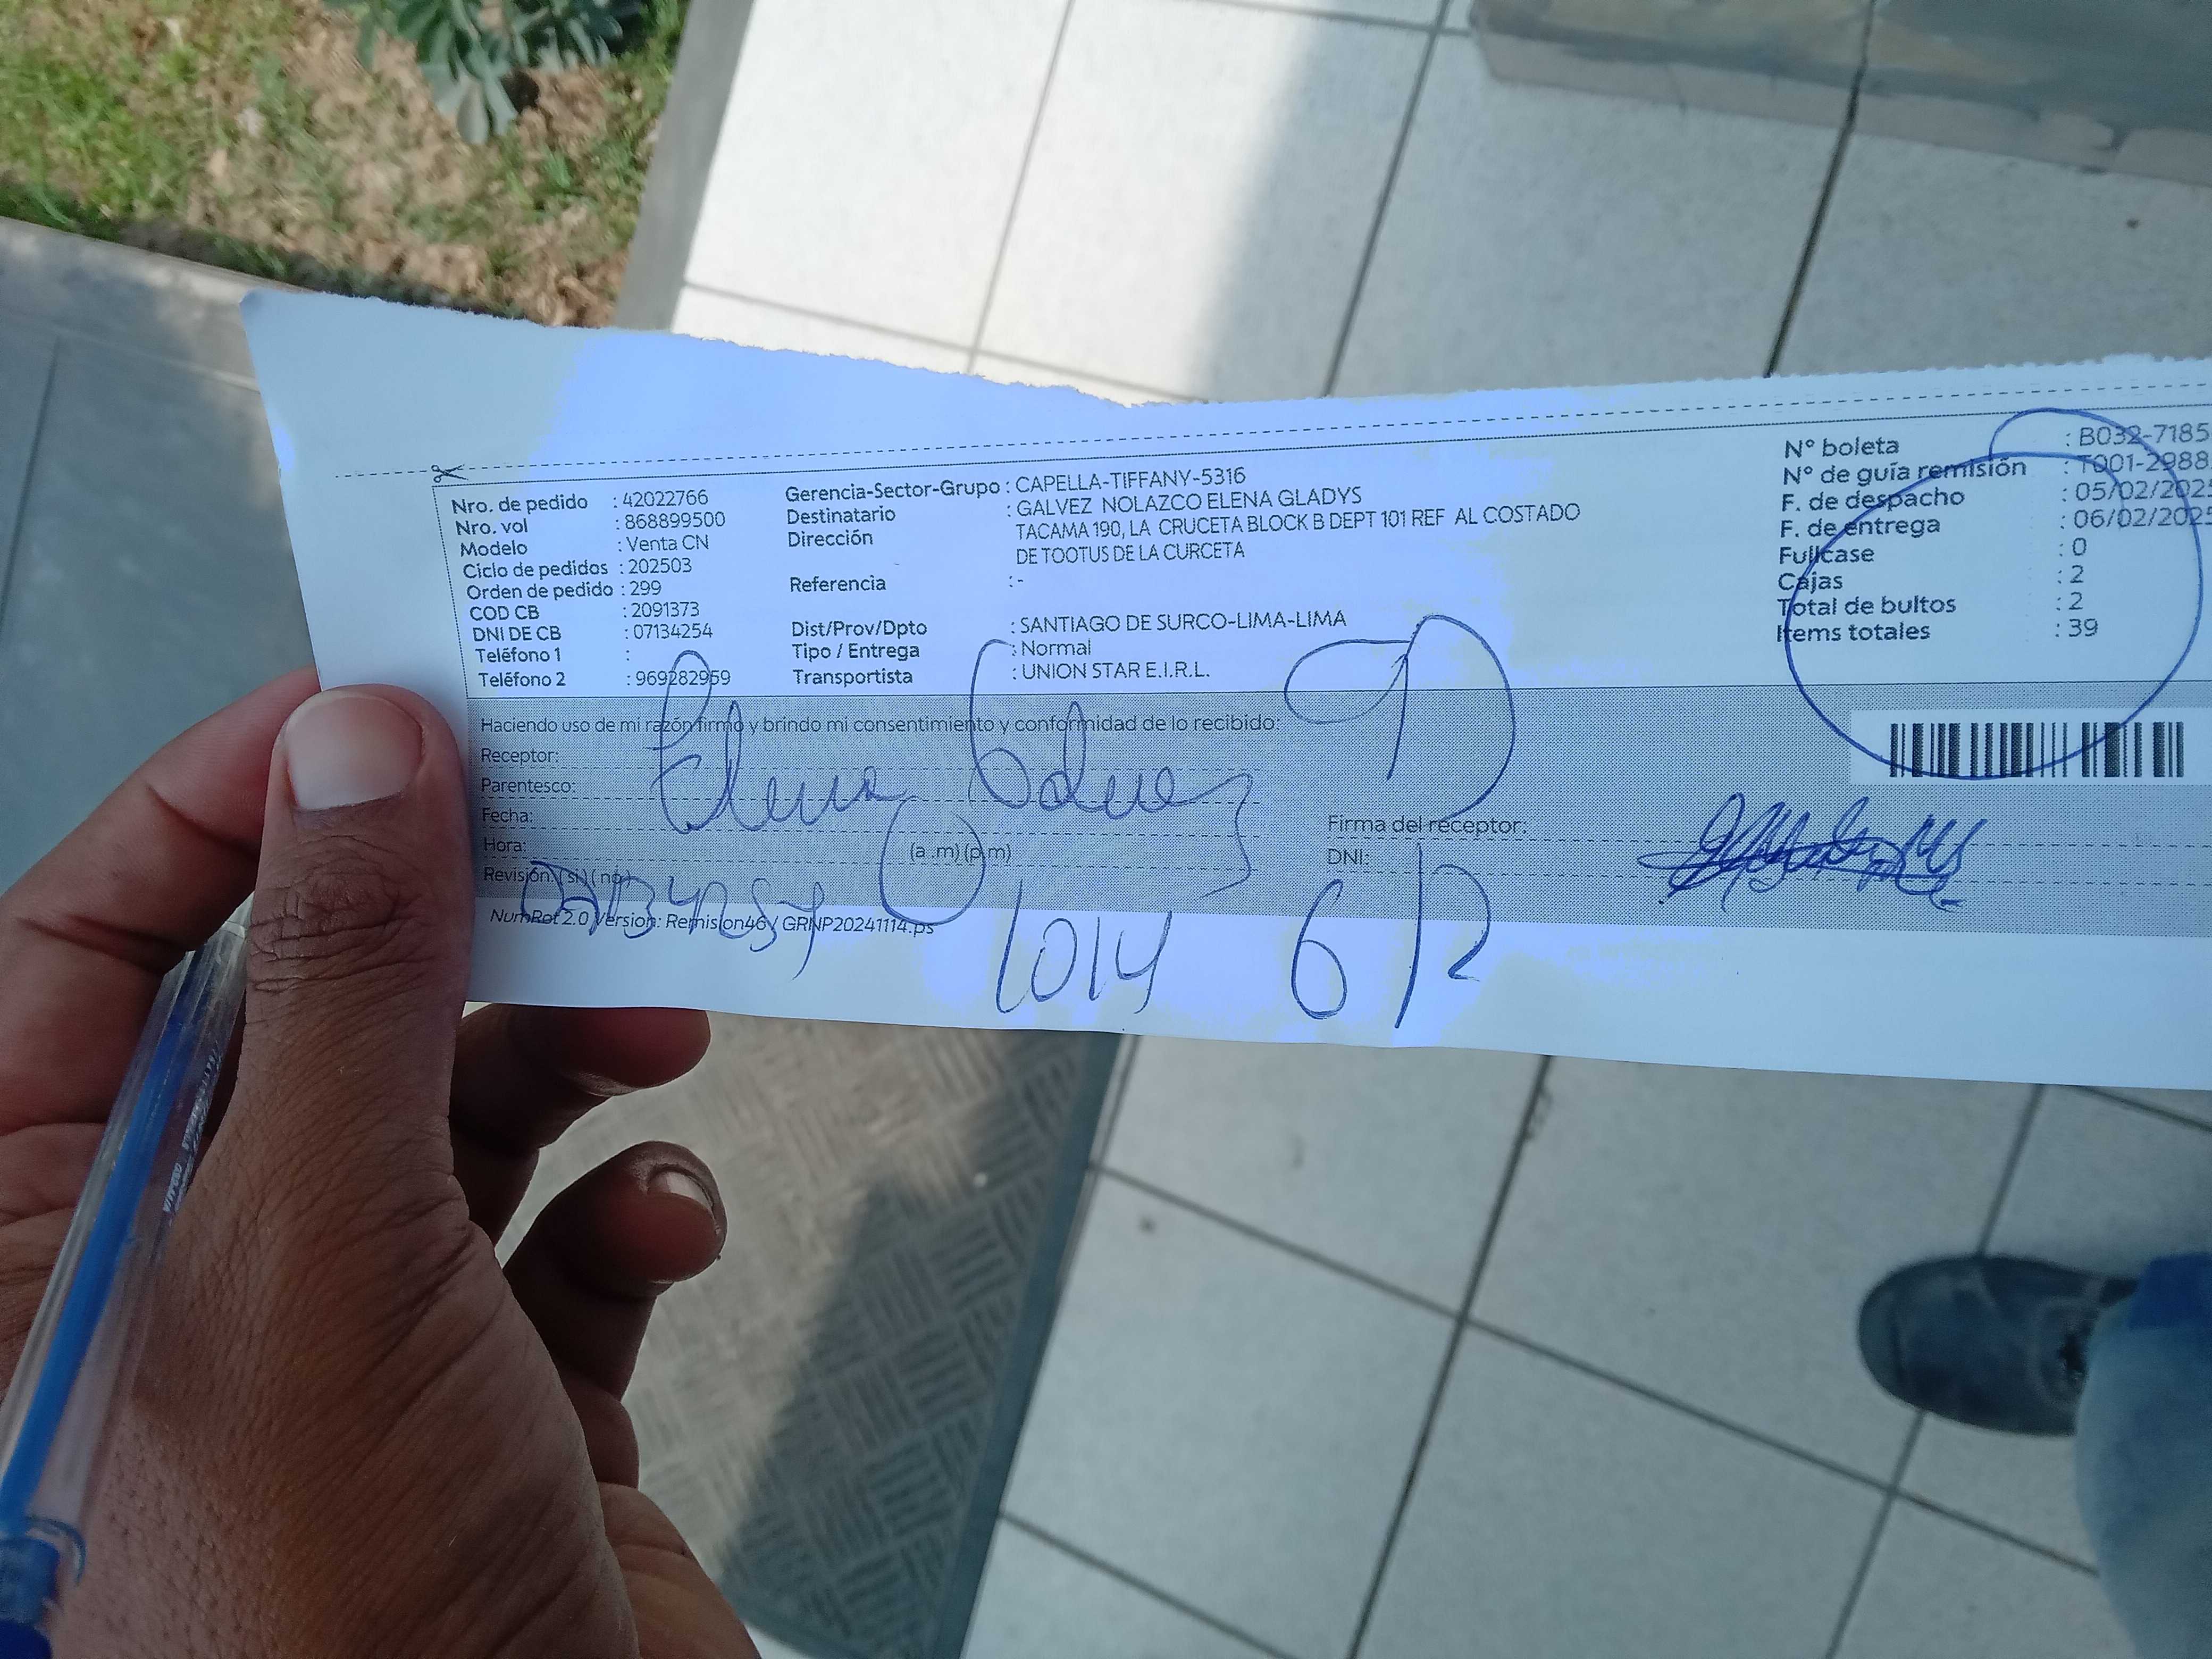 Nro. de pedido : 42022766
Nro. vol : 868899500
Modelo : Venta CN
Ciclo de pedidos : 202503
Orden de pedido : 299
COD CB : 2091373
DNI DE CB : 07134254
Teléfono 1 :
Teléfono 2 : 969282959
Gerencia-Sector-Grupo : CAPELLA-TIFFANY-5316
Destinatario : GALVEZ NOLAZCO ELENA GLADYS
Dirección TACAMA 190, LA CRUCETA BLOCK B DEPT 101 REF AL COSTADO
DE TOOTUS DE LA CURCETA
Referencia : -
Dist/Prov/Dpto : SANTIAGO DE SURCO-LIMA-LIMA
Tipo / Entrega : Normal
Transportista : UNION STAR E.I.R.L.
N° boleta : B032-7185
N° de guía remisión : T001-2988
F. de despacho : 05/02/2025
F. de entrega : 06/02/2025
Fullcase : 0
Cajas : 2
Total de bultos : 2
Items totales : 39
Haciendo uso de mi razón firmo y brindo mi consentimiento y conformidad de lo recibido:
Receptor:
Parentesco:
Elena Galvez
Fecha:
Hora: (a .m) (p.m)
Revisión: ( si ) ( no )
Firma del receptor:
DNI:
NumRot 2.0, Version: Remision46 / GRNP20241114.ps
1014 6/2